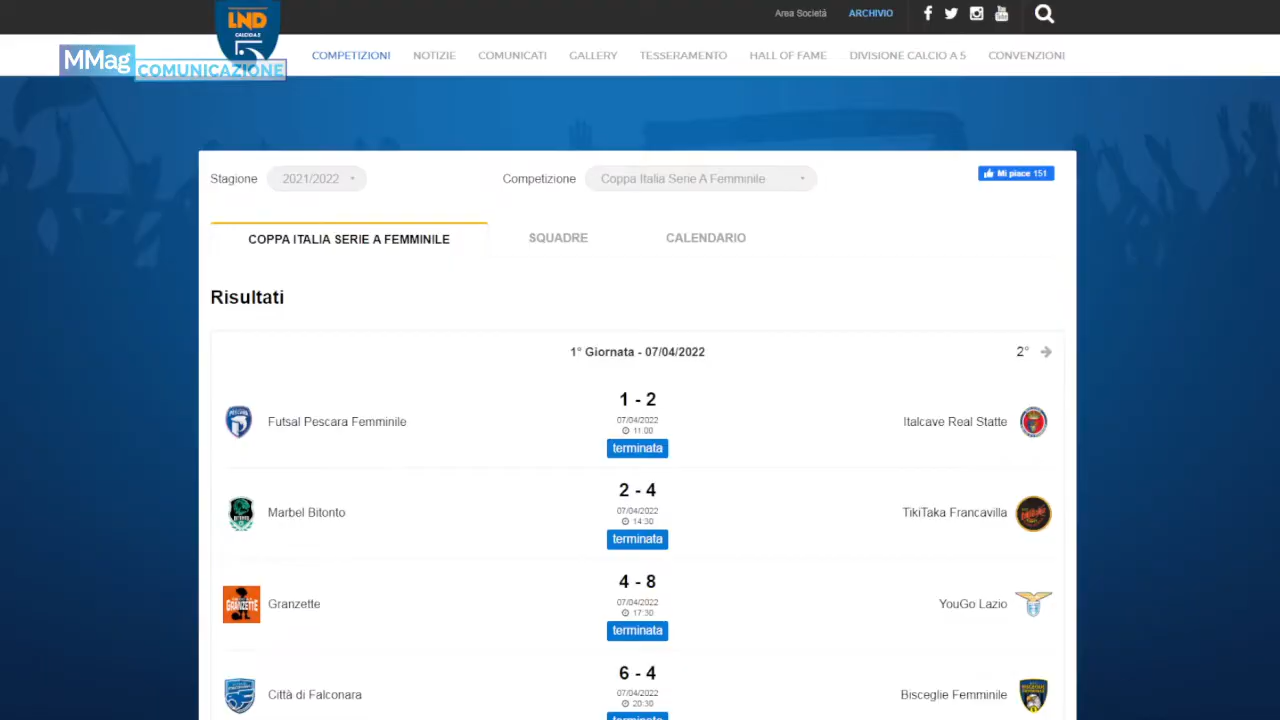 LND
CALCIO A 5
Area Società ARCHIVIO
MMag
COMUNICAZIONE
COMPETIZIONI NOTIZIE COMUNICATI GALLERY TESSERAMENTO HALL OF FAME DIVISIONE CALCIO A 5 CONVENZIONI
Stagione 2021/2022 Competizione Coppa Italia Serie A Femminile Mi piace 151
COPPA ITALIA SERIE A FEMMINILE SQUADRE CALENDARIO
Risultati
1° Giornata - 07/04/2022 2°
1 - 2
Futsal Pescara Femminile 07/04/2022 Italcave Real Statte
11:00
terminata
2 - 4
Marbel Bitonto 07/04/2022 TikiTaka Francavilla
14:30
terminata
4 - 8
Granzette 07/04/2022 YouGo Lazio
17:30
terminata
6 - 4
Città di Falconara 07/04/2022 Bisceglie Femminile
20:30
terminata